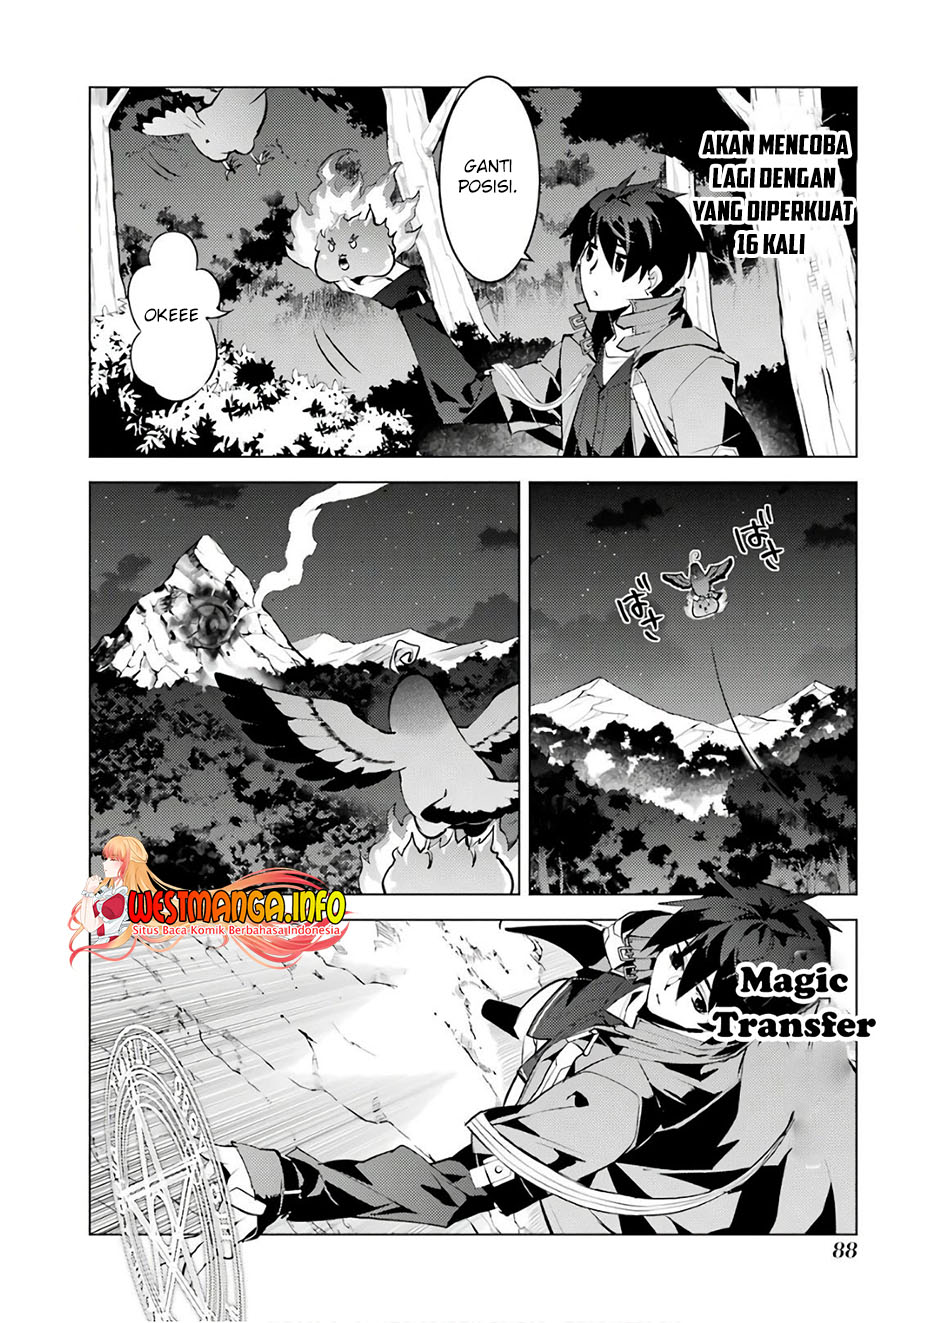 AKAN MENCOBA
LAGI DENGAN
YANG DIPERKUAT
16 KALI
GANTI
POSISI.
OKEEE
ばさ
ばさ
WESTMANGA.INFO
Situs Baca Komik Berbahasa Indonesia
Magic
Transfer
88